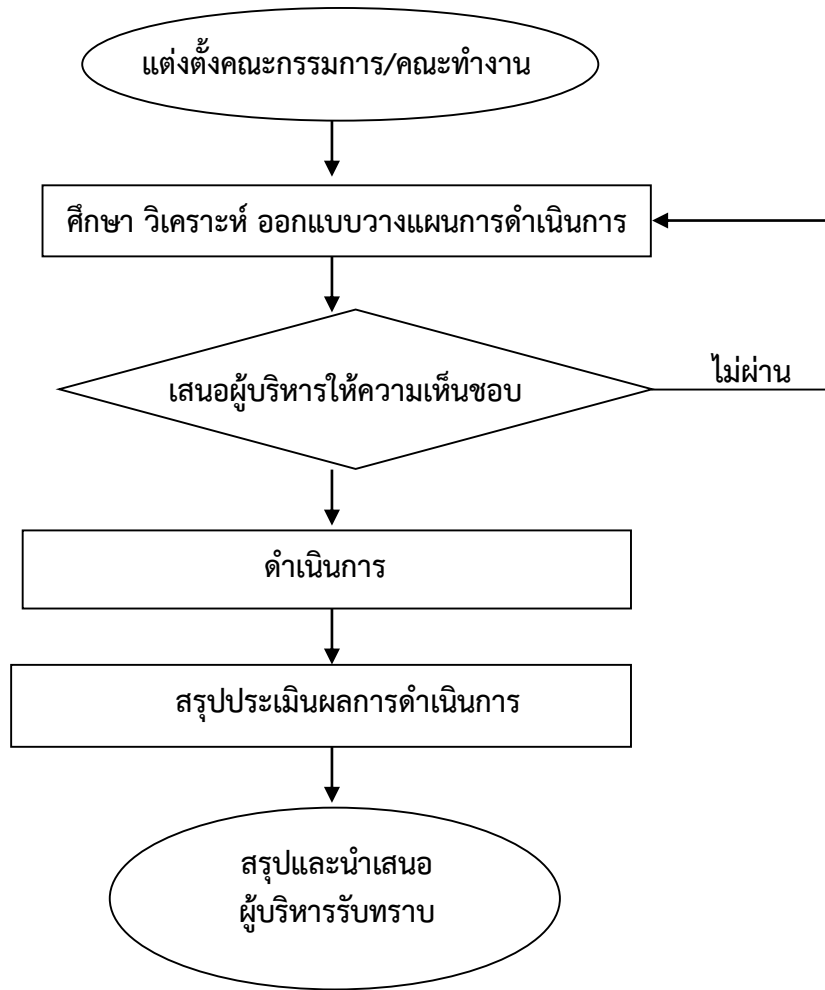 แต่งตั้งคณะกรรมการ/คณะทำงาน
ศึกษา วิเคราะห์ ออกแบบวางแผนการดำเนินการ
เสนอผู้บริหารให้ความเห็นชอบ
ไม่ผ่าน
ดำเนินการ
สรุปประเมินผลการดำเนินการ
สรุปและนำเสนอ
ผู้บริหารรับทราบ